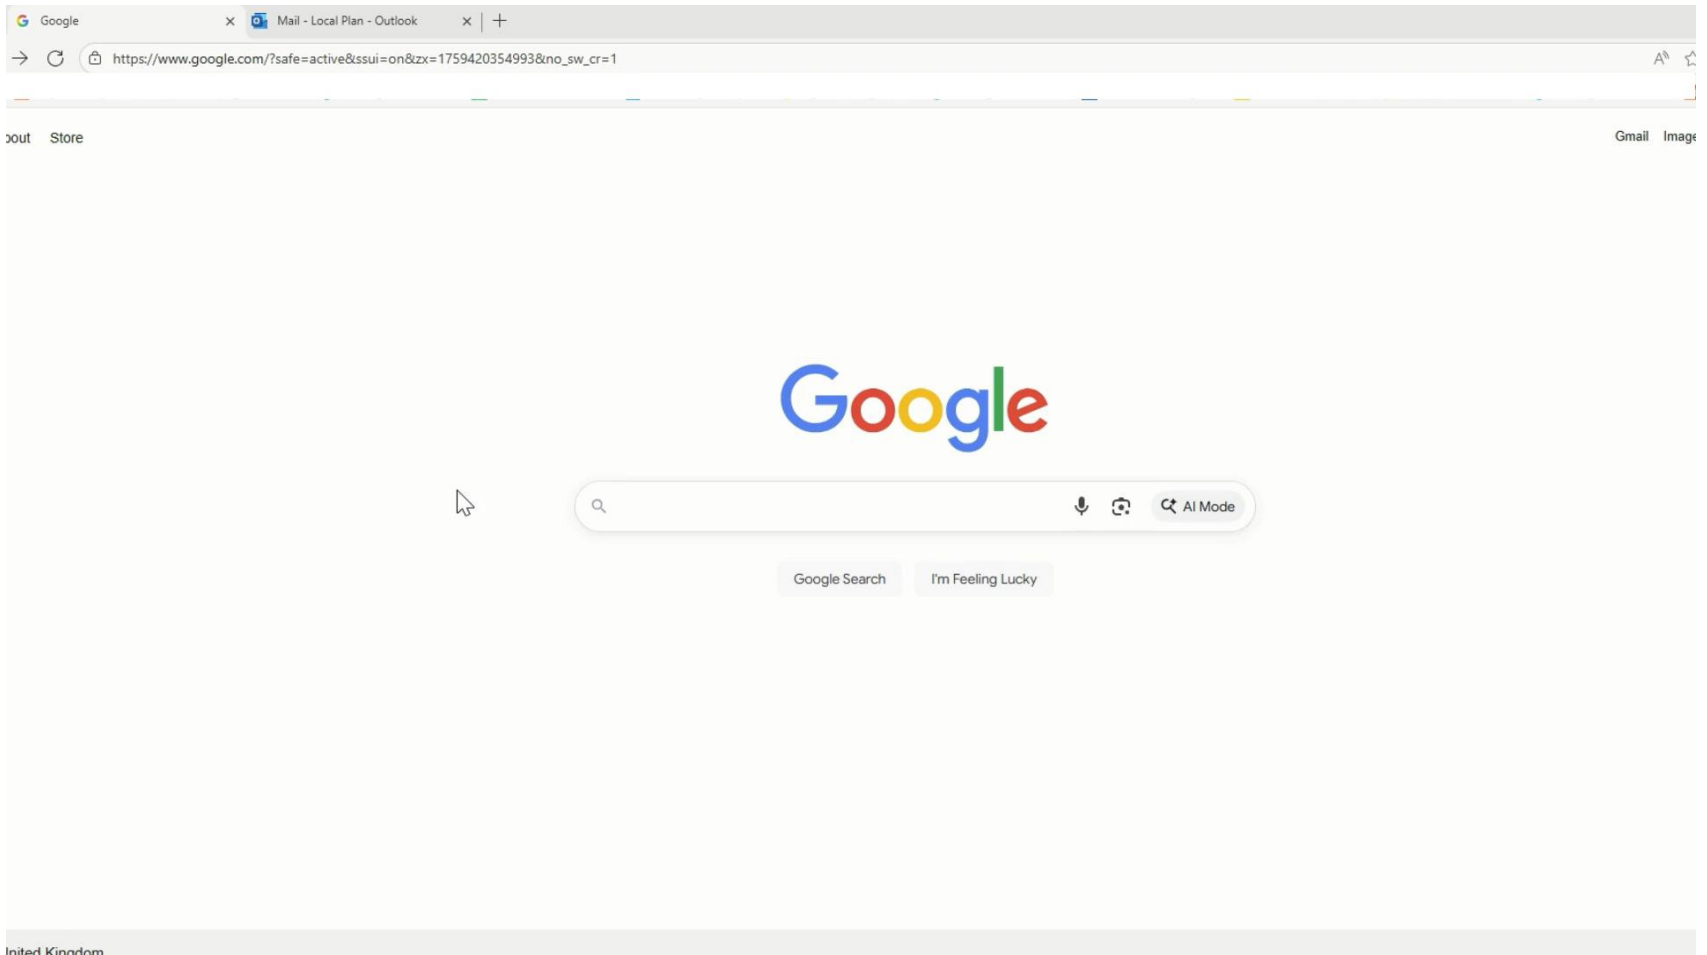 Google
Mail - Local Plan - Outlook
https://www.google.com/?safe=active&ssui=on&zx=1759420354993&no_sw_cr=1
Store
Gmail
Google
AI Mode
Google Search
I'm Feeling Lucky
Kingdom